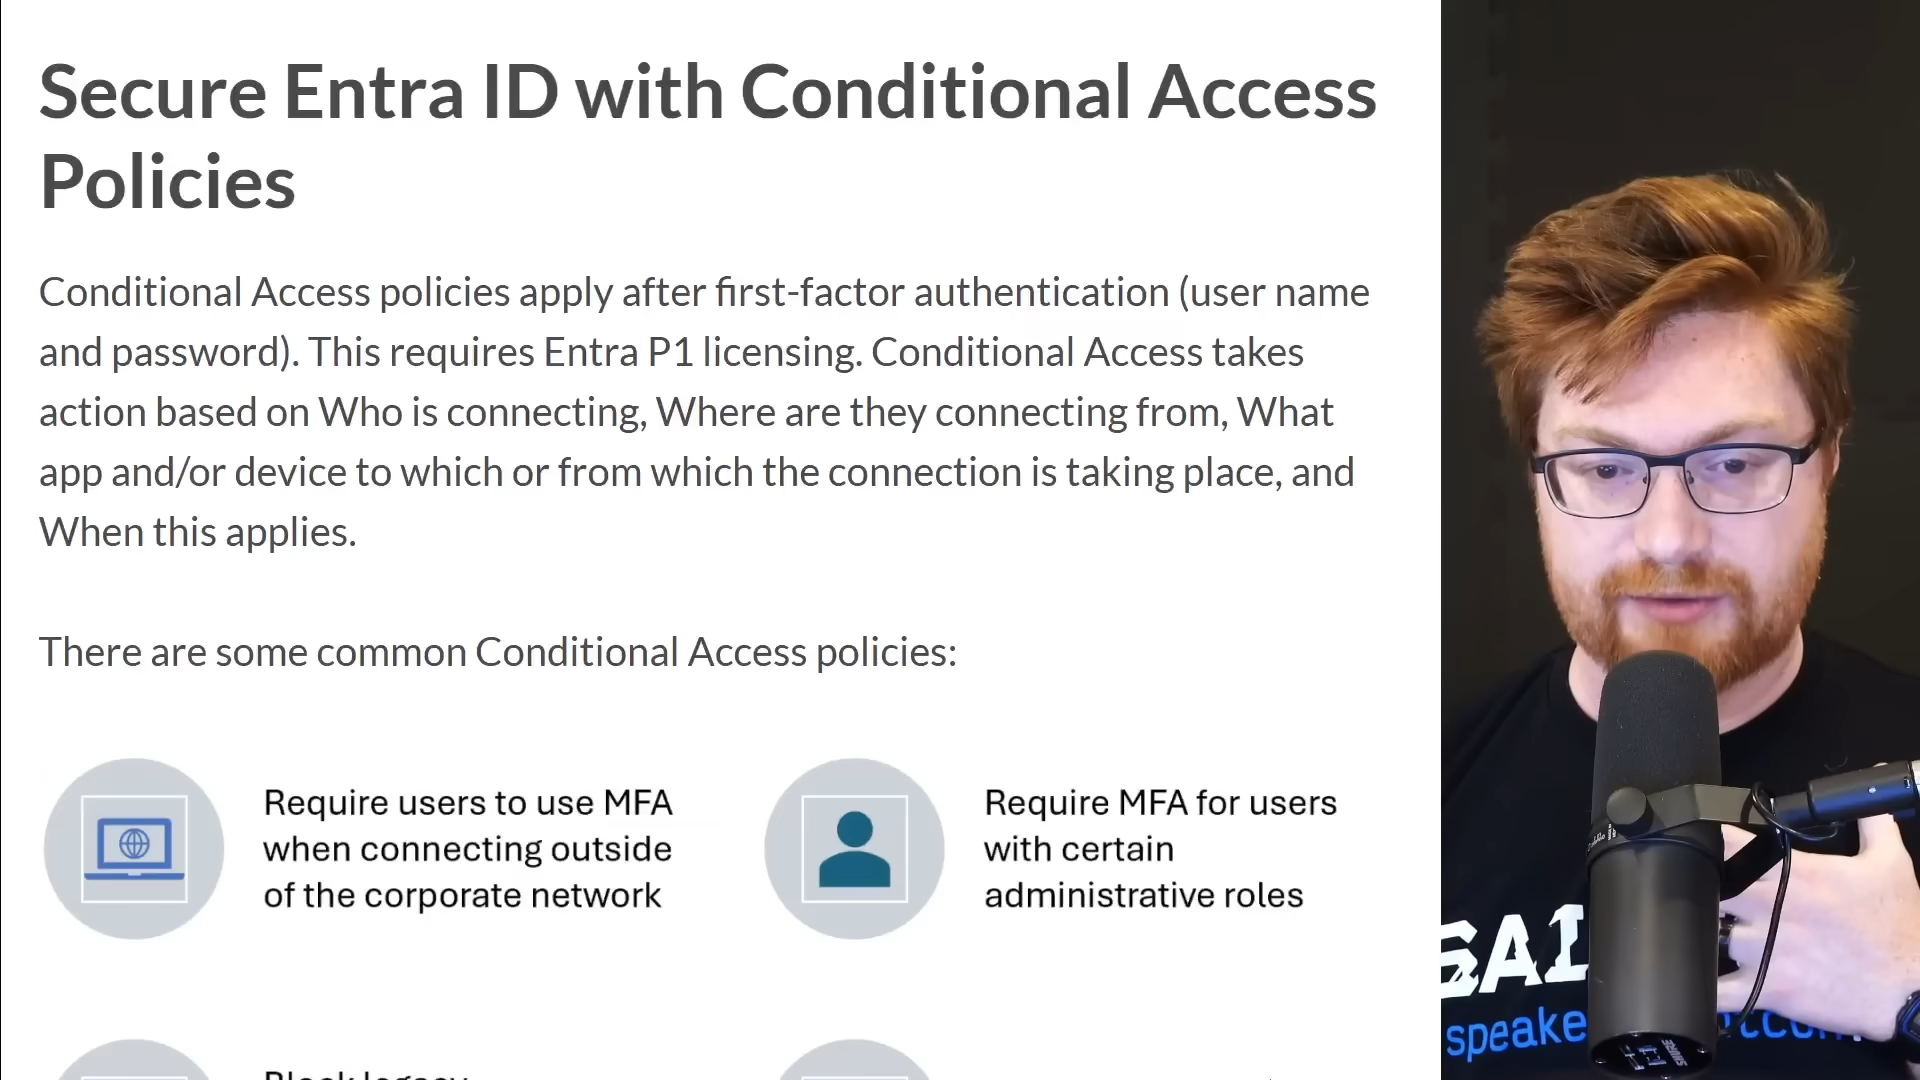 Secure Entra ID with Conditional Access
Policies
Conditional Access policies apply after first-factor authentication (user name
and password). This requires Entra P1 licensing. Conditional Access takes
action based on Who is connecting, Where are they connecting from, What
app and/or device to which or from which the connection is taking place, and
When this applies.
There are some common Conditional Access policies:
Require users to use MFA
when connecting outside
of the corporate network
Require MFA for users
with certain
administrative roles
Block legacy
SHURE